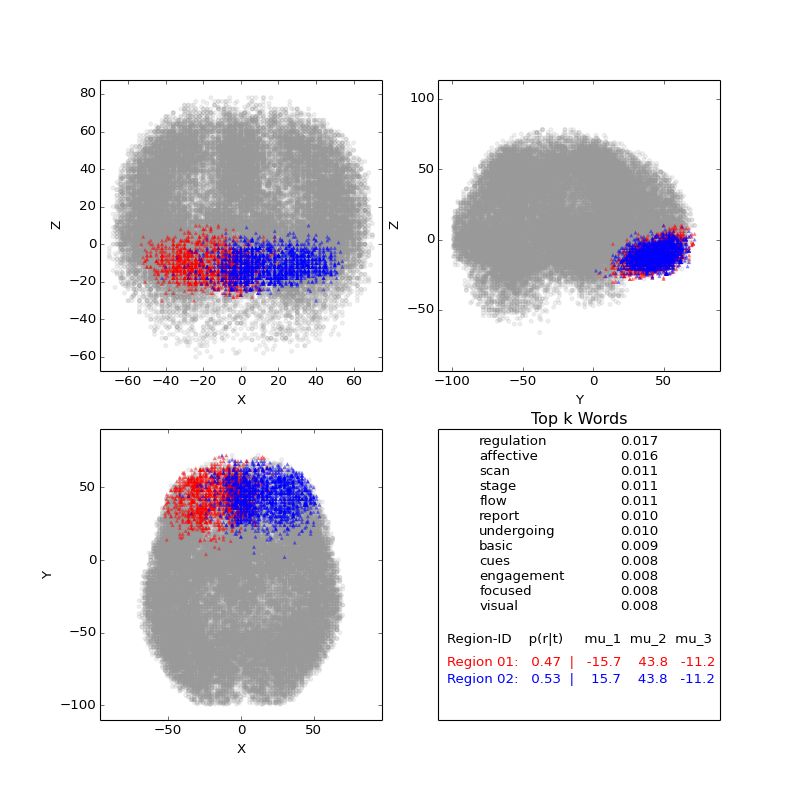 80
60
40
20
0
−20
−40
−60
Z
−60 −40 −20 0 20 40 60
X
100
50
0
−50
Z
−100 −50 0 50
Y
50
0
−50
−100
Y
−50 0 50
X
Top k Words
regulation 0.017
affective 0.016
scan 0.011
stage 0.011
flow 0.011
report 0.010
undergoing 0.010
basic 0.009
cues 0.008
engagement 0.008
focused 0.008
visual 0.008
Region-ID p(r|t) mu_1 mu_2 mu_3
Region 01: 0.47 | -15.7 43.8 -11.2
Region 02: 0.53 | 15.7 43.8 -11.2